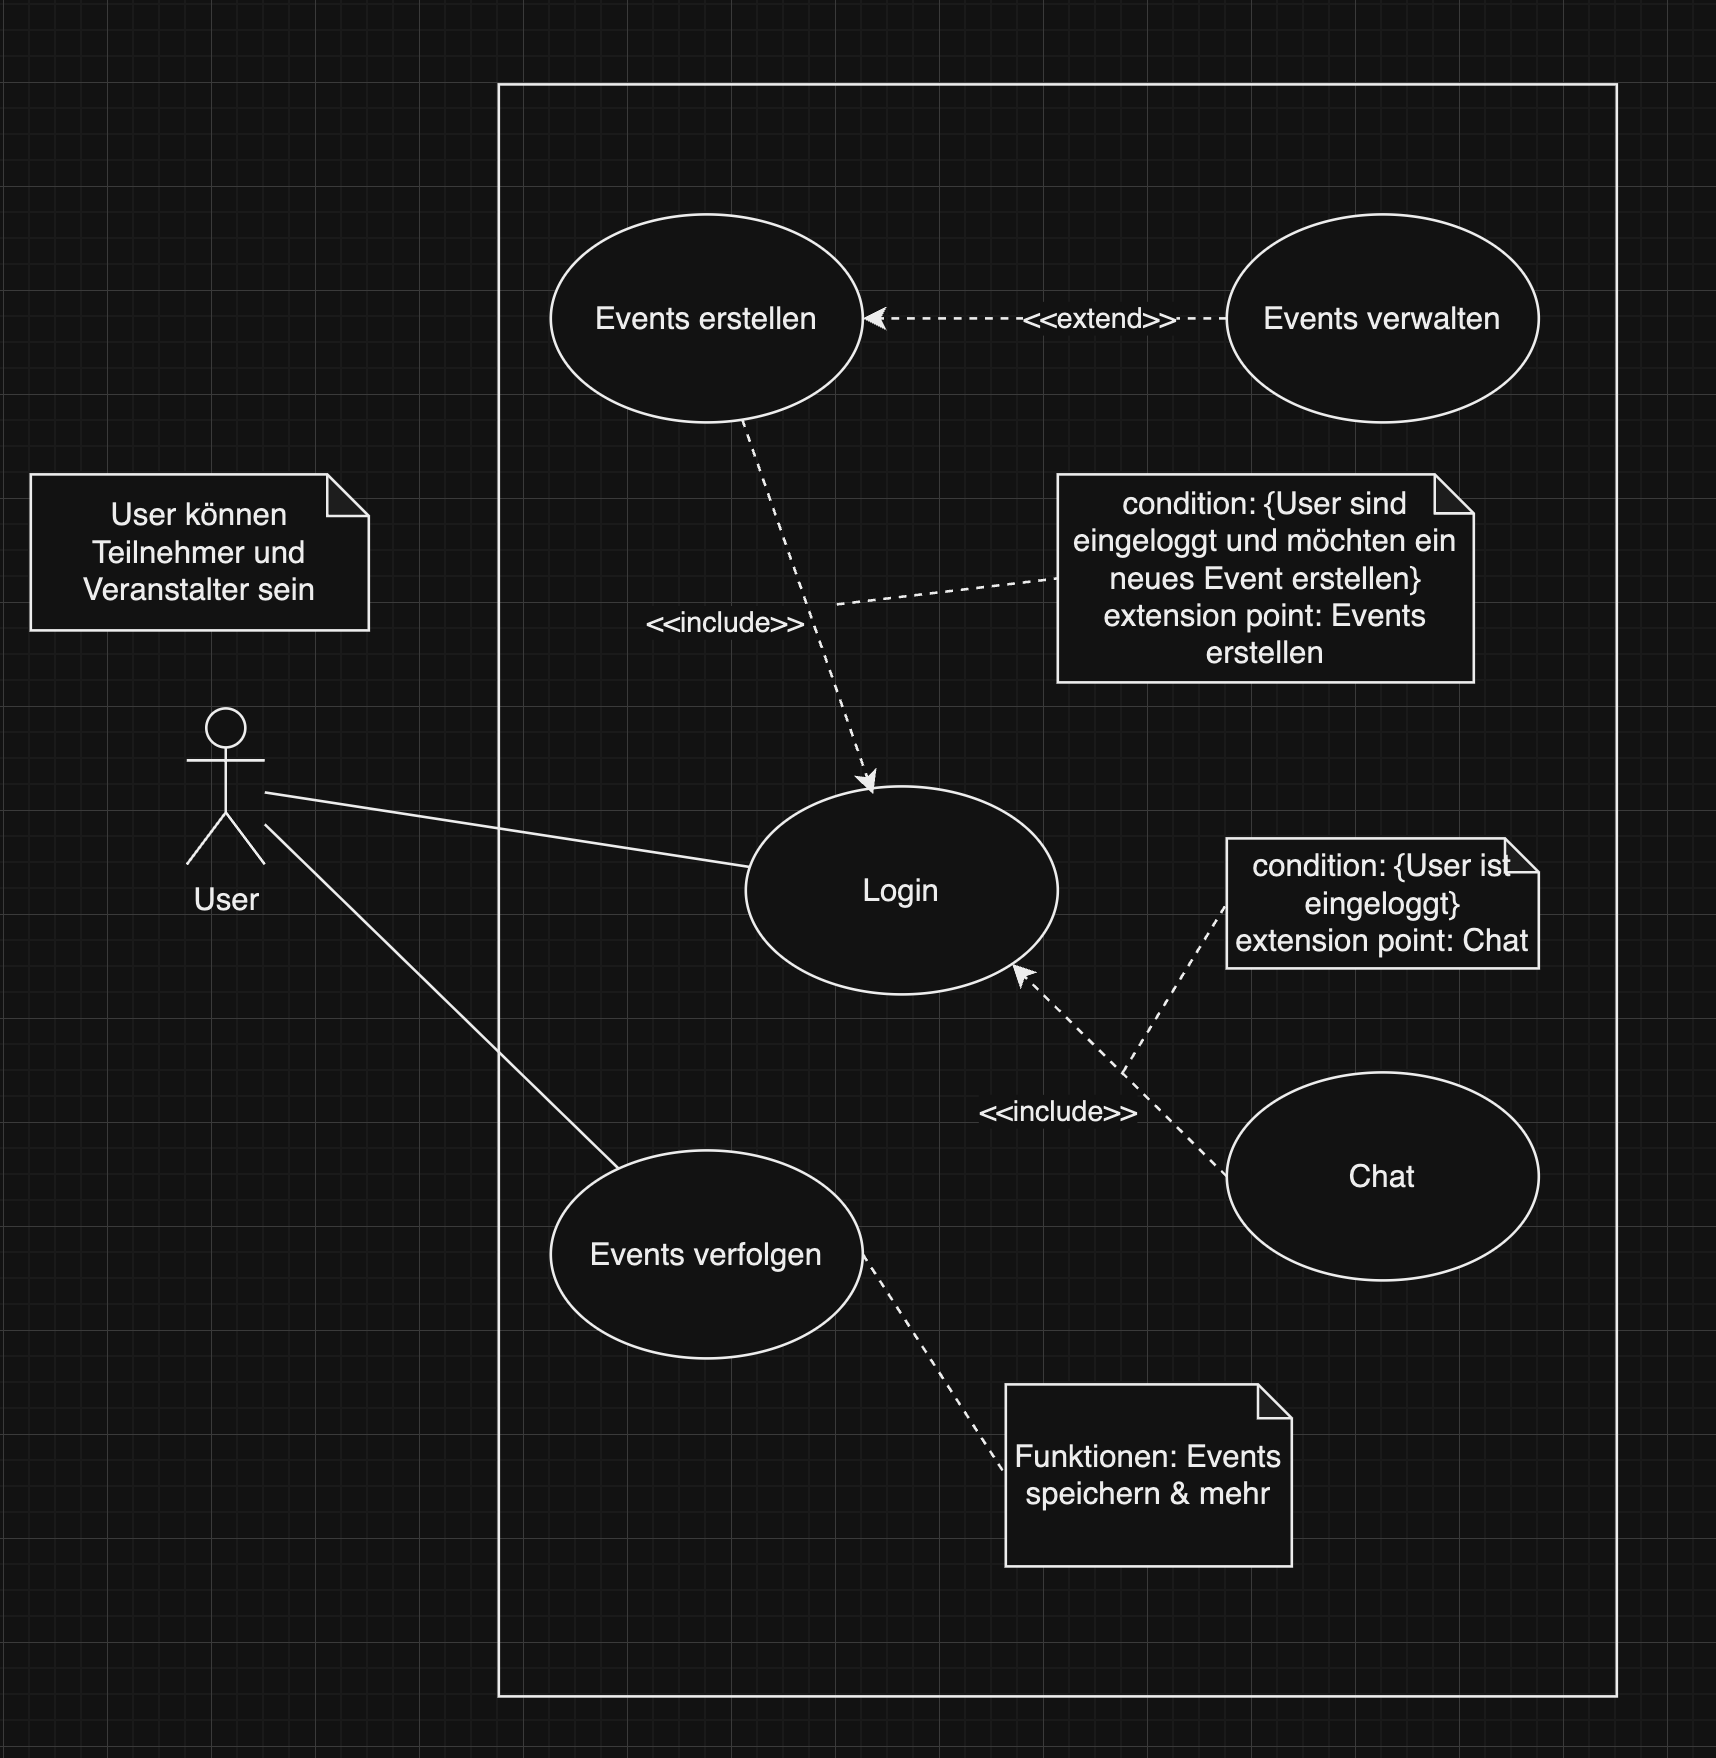 Events erstellen
<<extend>>
Events verwalten
User können
Teilnehmer und
Veranstalter sein
condition: {User sind
eingeloggt und möchten ein
neues Event erstellen}
extension point: Events
erstellen
<<include>>
User
Login
condition: {User ist
eingeloggt}
extension point: Chat
<<include>>
Chat
Events verfolgen
Funktionen: Events
speichern & mehr